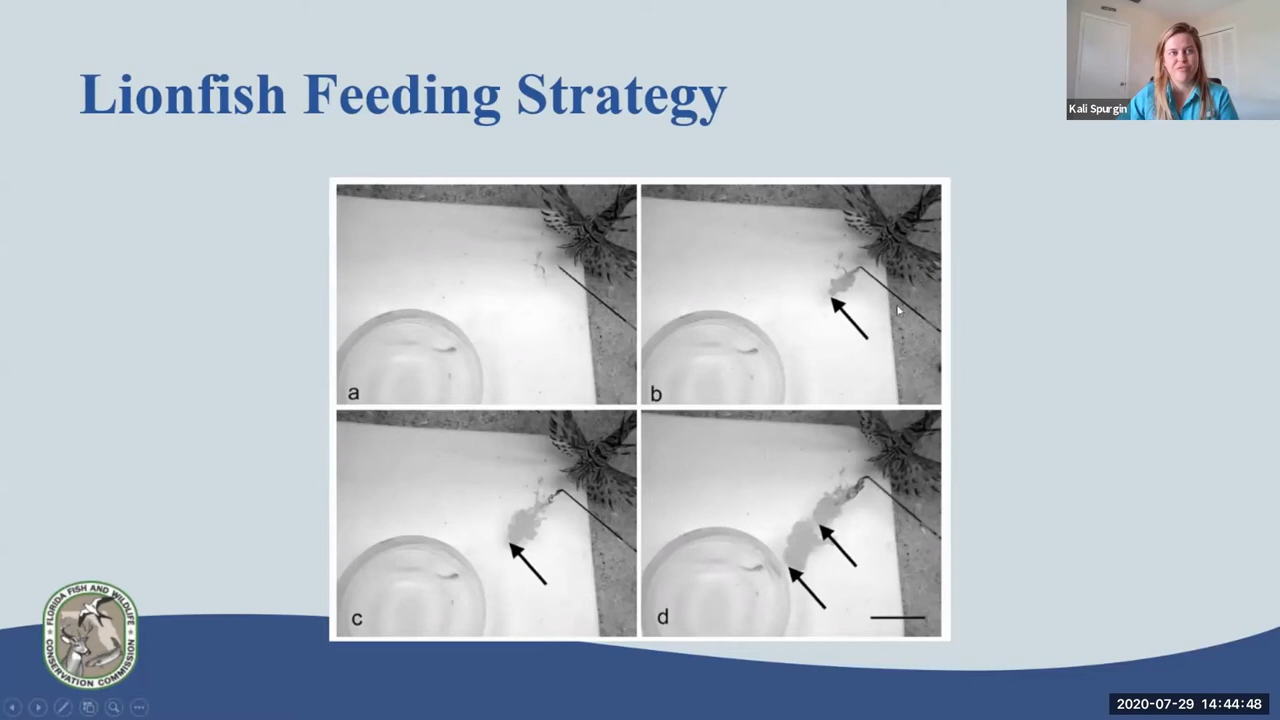 Lionfish Feeding Strategy
Kali Spurgin
a
b
c
d
FLORIDA FISH AND WILDLIFE
CONSERVATION COMMISSION
2020-07-29 14:44:48